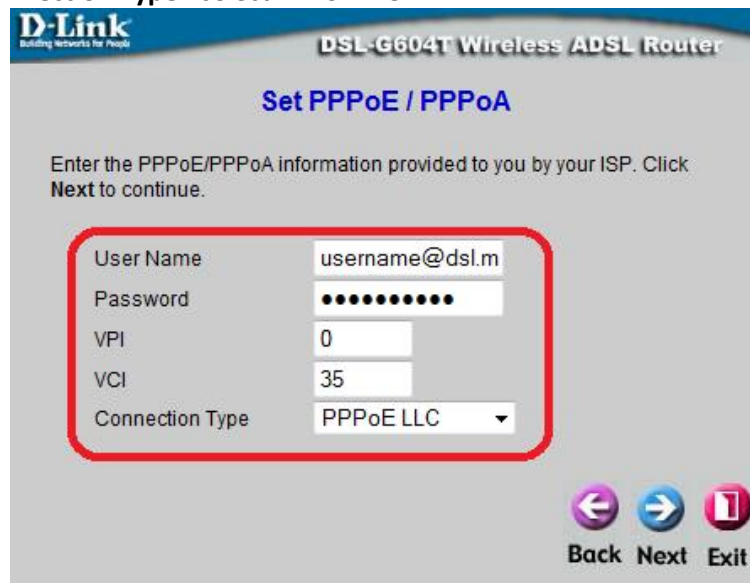 D-Link
Building Networks for People
DSL-G604T Wireless ADSL Router
Set PPPoE / PPPoA
Enter the PPPoE/PPPoA information provided to you by your ISP. Click
Next to continue.
User Name username@dsl.m
Password ●●●●●●●●●●
VPI 0
VCI 35
Connection Type PPPoE LLC
Back Next Exit